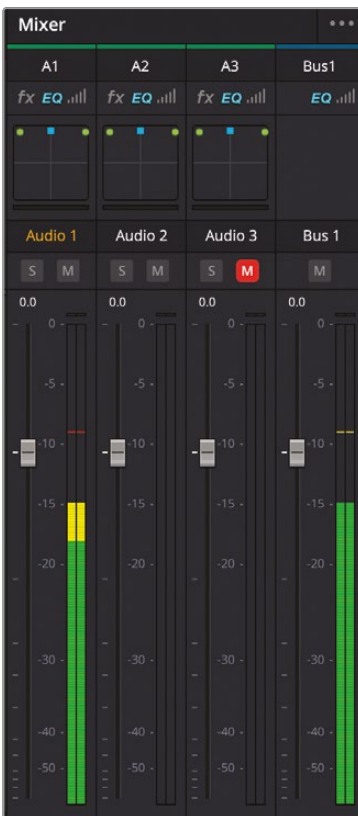 Mixer
A1 A2 A3 Bus1
fx EQ fx EQ fx EQ EQ
Audio 1 Audio 2 Audio 3 Bus 1
S M S M S M M
0.0 0.0 0.0 0.0
0 - 0 - 0 - 0 -
-5 - -5 - -5 - -5 -
-10 - -10 - -10 - -10 -
-15 - -15 - -15 - -15 -
-20 - -20 - -20 - -20 -
-30 - -30 - -30 - -30 -
-40 - -40 - -40 - -40 -
-50 - -50 - -50 - -50 -